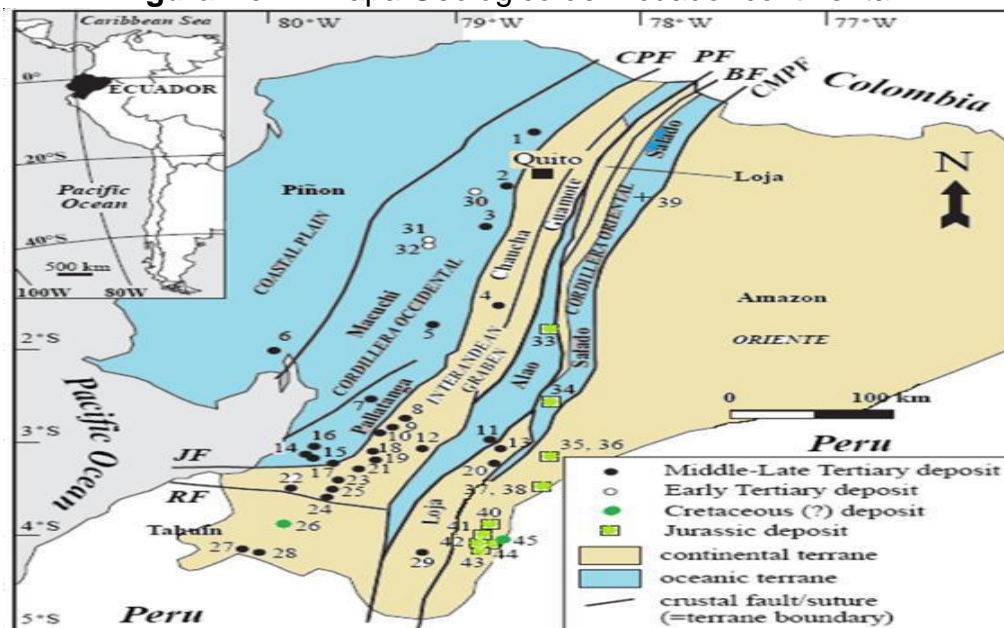 80°W
79°W
78°W
77°W
Caribbean Sea
0°
ECUADOR
20°S
Pacific
Ocean
40°S
500 km
100W
80W
CPF
PF
BF
CMPF
Colombia
N
1
Quito
2
Piñon
30
3
31
32
COASTAL PLAIN
Macuchi
CORDILLERA OCCIDENTAL
Chaucha
Guamote
Salado
Loja
39
CORDILLERA ORIENTAL
Amazon
ORIENTE
4
5
6
2°S
33
Salado
INTERANDEAN
GRABEN
Alao
34
0
100 km
Pacific Ocean
7
Pallatanga
8
9
10
12
11
13
3°S
14
16
15
18
19
17
21
20
35, 36
Peru
JF
22
23
25
24
37, 38
RF
Tahuín
26
Loja
40
41
45
42
44
43
4°S
27
28
29
5°S
Peru
Middle-Late Tertiary deposit
Early Tertiary deposit
Cretaceous (?) deposit
Jurassic deposit
continental terrane
oceanic terrane
crustal fault/suture
(=terrane boundary)